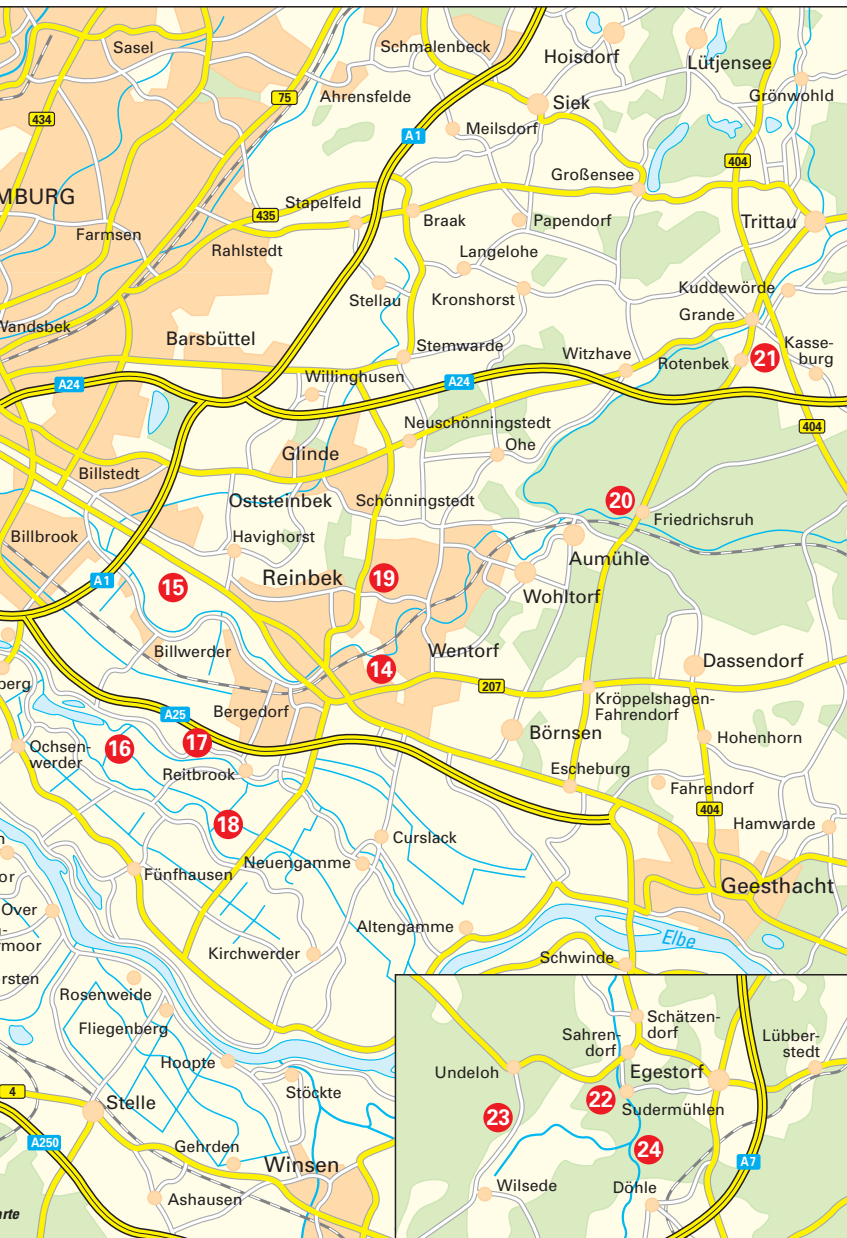 Sasel
Schmalenbeck
Hoisdorf
Lütjensee
Grönwohld
75
Ahrensfelde
Siek
434
A1
Meilsdorf
404
Großensee
MBURG
Stapelfeld
435
Braak
Papendorf
Trittau
Farmsen
Rahlstedt
Langelohe
Stellau
Kronshorst
Kuddewörde
Grande
Wandsbek
Barsbüttel
Stemwarde
Witzhave
Rotenbek
21
Kasse-
burg
Willinghusen
A24
A24
Neuschönningstedt
404
Glinde
Ohe
Billstedt
Oststeinbek
Schönningstedt
20
Friedrichsruh
Billbrook
Havighorst
Aumühle
A1
15
Reinbek
19
Wohltorf
Billwerder
14
Wentorf
Dassendorf
berg
207
Kröppelshagen-
Fahrendorf
A25
Bergedorf
Börnsen
Hohenhorn
Ochsen-
werder
16
17
Reitbrook
Escheburg
Fahrendorf
404
18
Hamwarde
Curslack
Neuengamme
Fünfhausen
Geesthacht
n
or
Over
-
moor
Altengamme
Elbe
Kirchwerder
Schwinde
rsten
Rosenweide
Fliegenberg
Schätzen-
dorf
Sahren-
dorf
Lübber-
stedt
Hoopte
Undeloh
Egestorf
4
Stelle
Stöckte
22
Sudermühlen
23
A250
Gehrden
24
Winsen
A7
Ashausen
Wilsede
Döhle
arte